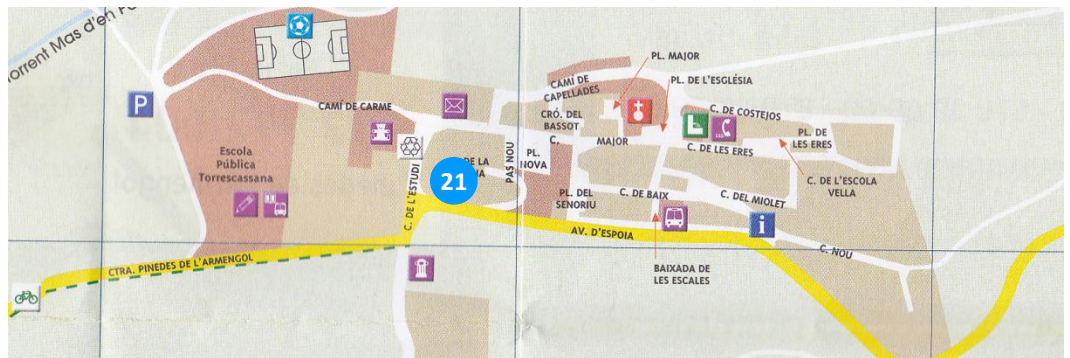 Torrent Mas d'en
P
CAMÍ DE CARME
Escola
Pública
Torrescassana
C. DE L'ESTUDI
21
DE LA
PAS NOU
PL.
NOVA
CAMÍ DE
CAPELLADES
CRÓ. DEL
BASSOT
C.
MAJOR
PL. MAJOR
PL. DE L'ESGLÉSIA
C. DE COSTEJOS
C. DE LES ERES
PL. DE
LES ERES
C. DE L'ESCOLA
VELLA
PL. DEL
SENORIU
C. DE BAIX
C. DEL MIOLET
i
AV. D'ESPOIA
C. NOU
BAIXADA DE
LES ESCALES
CTRA. PINEDES DE L'ARMENGOL